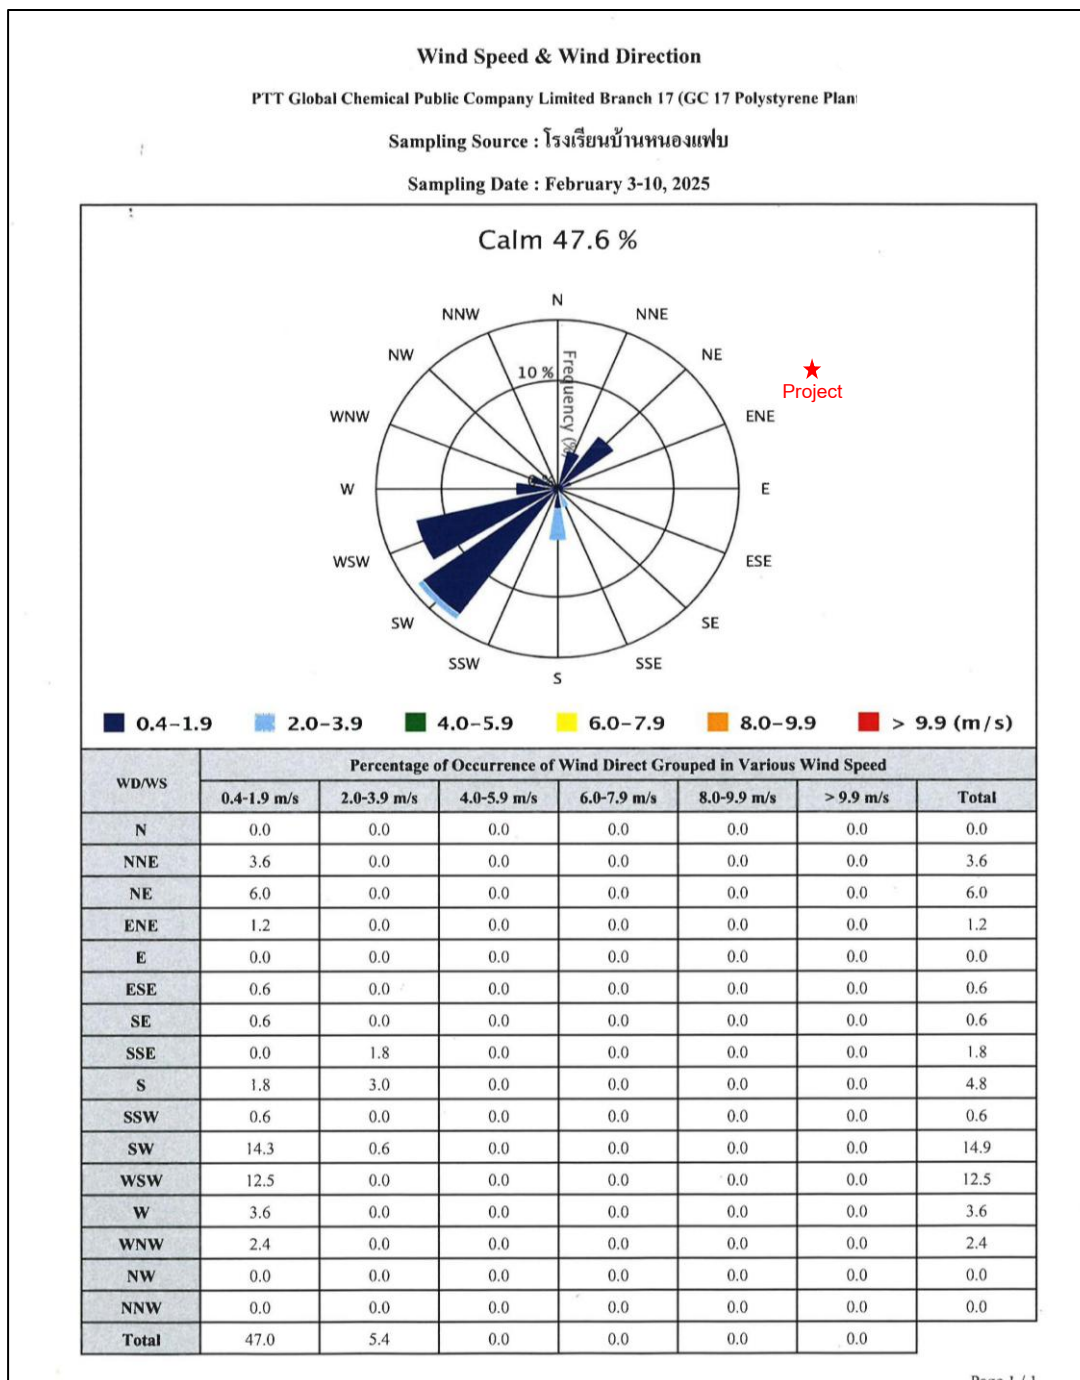 Wind Speed & Wind Direction
PTT Global Chemical Public Company Limited Branch 17 (GC 17 Polystyrene Plan
Sampling Source : โรงเรียนบ้านหนองแฟบ
Sampling Date : February 3-10, 2025
Calm 47.6 %
N
NNW NNE
NW NE
10 %
Frequency (%)
Project
WNW ENE
W E
WSW ESE
SW SE
SSW SSE
S
0.4-1.9 2.0-3.9 4.0-5.9 6.0-7.9 8.0-9.9 > 9.9 (m/s)
WD/WS Percentage of Occurrence of Wind Direct Grouped in Various Wind Speed
0.4-1.9 m/s 2.0-3.9 m/s 4.0-5.9 m/s 6.0-7.9 m/s 8.0-9.9 m/s > 9.9 m/s Total
N 0.0 0.0 0.0 0.0 0.0 0.0 0.0
NNE 3.6 0.0 0.0 0.0 0.0 0.0 3.6
NE 6.0 0.0 0.0 0.0 0.0 0.0 6.0
ENE 1.2 0.0 0.0 0.0 0.0 0.0 1.2
E 0.0 0.0 0.0 0.0 0.0 0.0 0.0
ESE 0.6 0.0 0.0 0.0 0.0 0.0 0.6
SE 0.6 0.0 0.0 0.0 0.0 0.0 0.6
SSE 0.0 1.8 0.0 0.0 0.0 0.0 1.8
S 1.8 3.0 0.0 0.0 0.0 0.0 4.8
SSW 0.6 0.0 0.0 0.0 0.0 0.0 0.6
SW 14.3 0.6 0.0 0.0 0.0 0.0 14.9
WSW 12.5 0.0 0.0 0.0 0.0 0.0 12.5
W 3.6 0.0 0.0 0.0 0.0 0.0 3.6
WNW 2.4 0.0 0.0 0.0 0.0 0.0 2.4
NW 0.0 0.0 0.0 0.0 0.0 0.0 0.0
NNW 0.0 0.0 0.0 0.0 0.0 0.0 0.0
Total 47.0 5.4 0.0 0.0 0.0 0.0